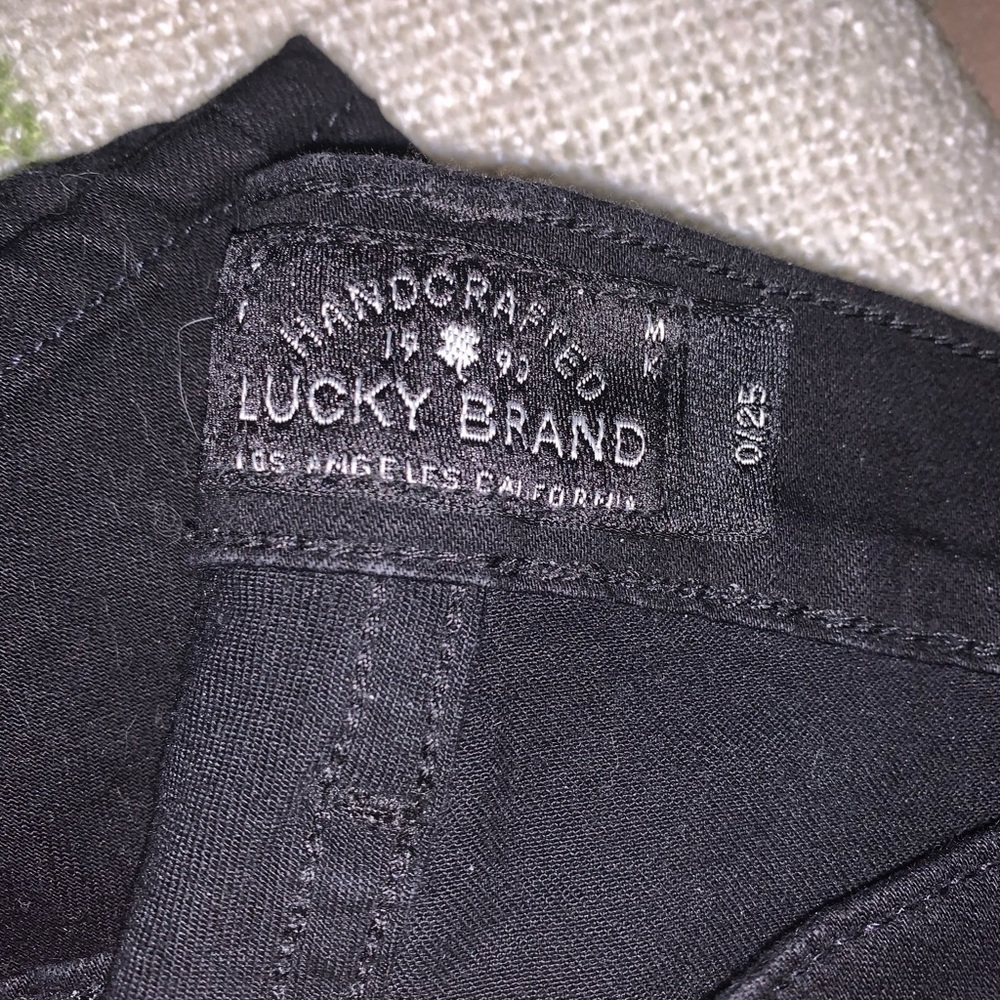 HANDCRAFTED
19 90
LUCKY BRAND
LOS ANGELES CALIFORNIA
M
K
0/25